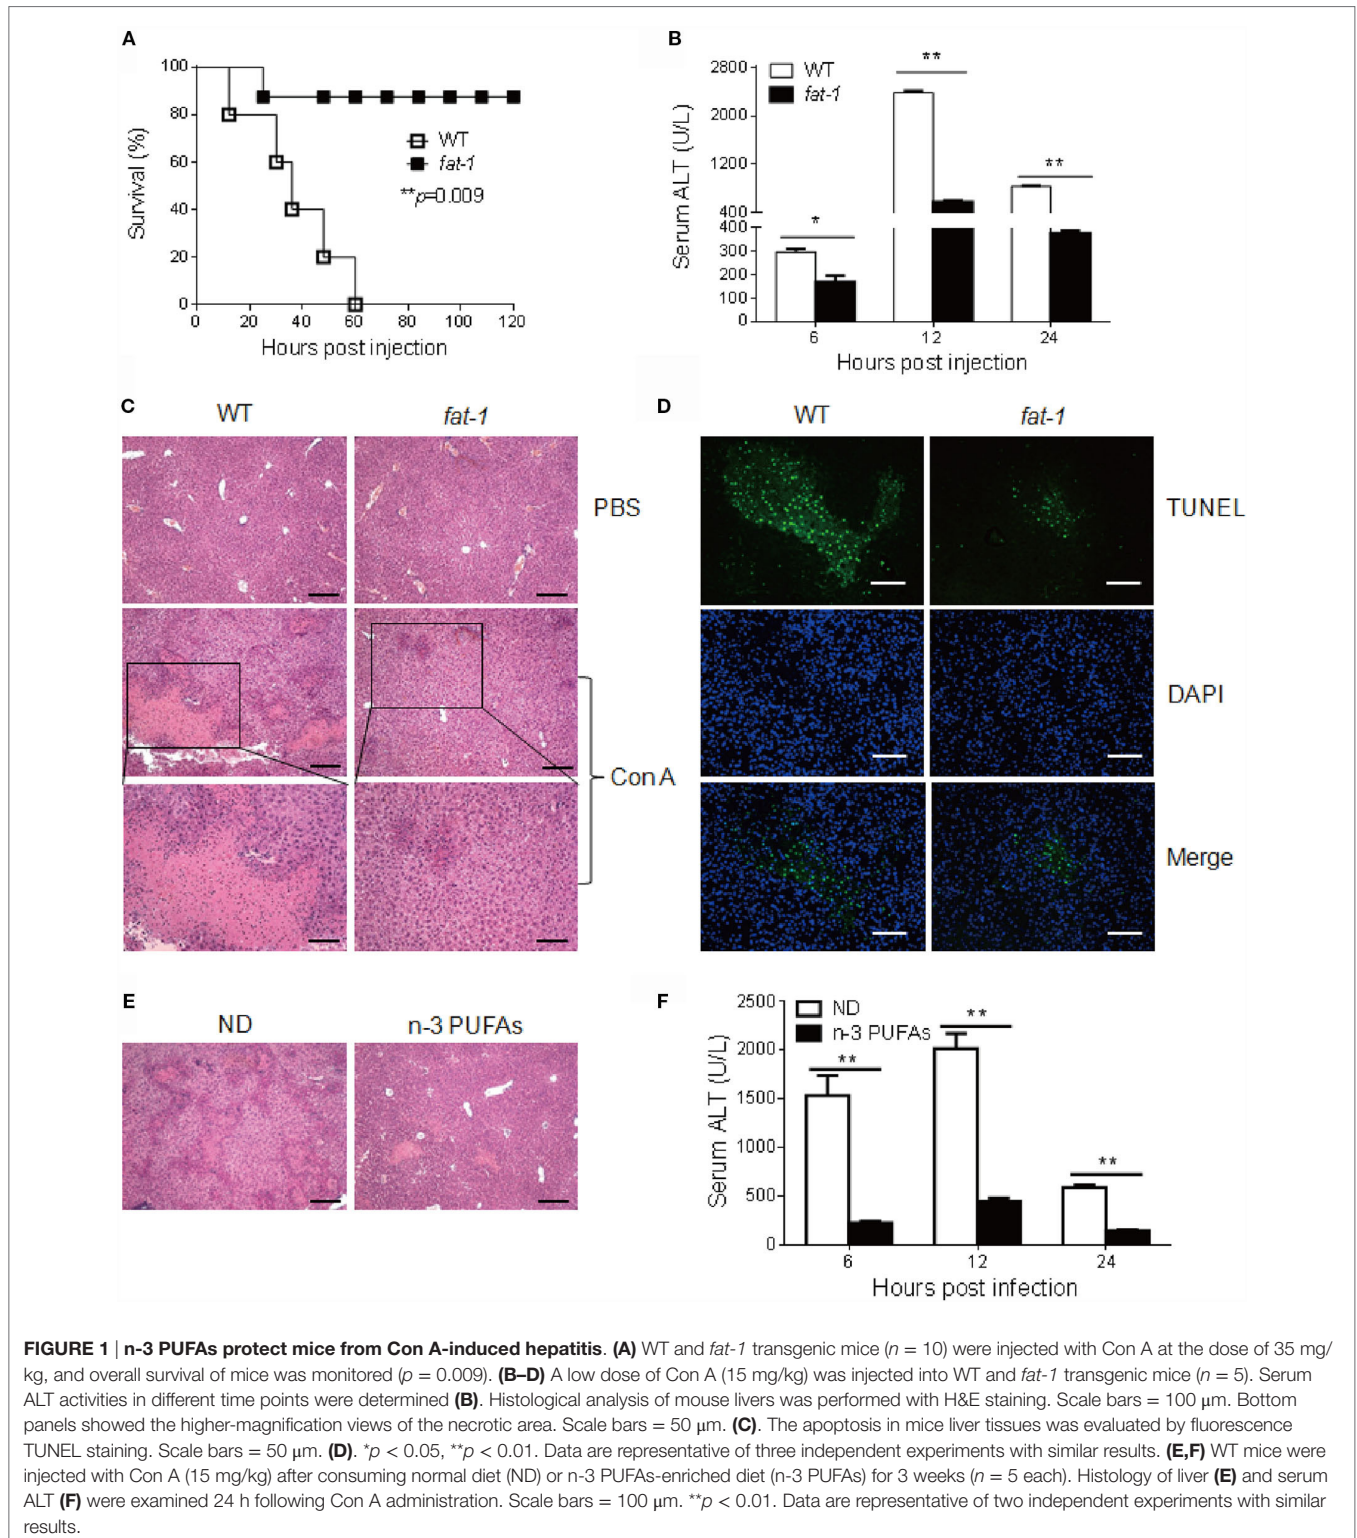 A
100
80
60
40
20
0
Survival (%)
WT
fat-1
**p=0.009
0 20 40 60 80 100 120
Hours post injection
B
2800
2000
1200
400
400
300
200
100
0
Serum ALT (U/L)
WT
fat-1
*
**
**
6 12 24
Hours post injection
C
WT fat-1
PBS
Con A
D
WT fat-1
TUNEL
DAPI
Merge
E
ND n-3 PUFAs
F
2500
2000
1500
1000
500
0
Serum ALT (U/L)
ND
n-3 PUFAs
**
**
**
6 12 24
Hours post infection
FIGURE 1 | n-3 PUFAs protect mice from Con A-induced hepatitis. (A) WT and fat-1 transgenic mice (n = 10) were injected with Con A at the dose of 35 mg/
kg, and overall survival of mice was monitored (p = 0.009). (B–D) A low dose of Con A (15 mg/kg) was injected into WT and fat-1 transgenic mice (n = 5). Serum
ALT activities in different time points were determined (B). Histological analysis of mouse livers was performed with H&E staining. Scale bars = 100 μm. Bottom
panels showed the higher-magnification views of the necrotic area. Scale bars = 50 μm. (C). The apoptosis in mice liver tissues was evaluated by fluorescence
TUNEL staining. Scale bars = 50 μm. (D). *p < 0.05, **p < 0.01. Data are representative of three independent experiments with similar results. (E,F) WT mice were
injected with Con A (15 mg/kg) after consuming normal diet (ND) or n-3 PUFAs-enriched diet (n-3 PUFAs) for 3 weeks (n = 5 each). Histology of liver (E) and serum
ALT (F) were examined 24 h following Con A administration. Scale bars = 100 μm. **p < 0.01. Data are representative of two independent experiments with similar
results.